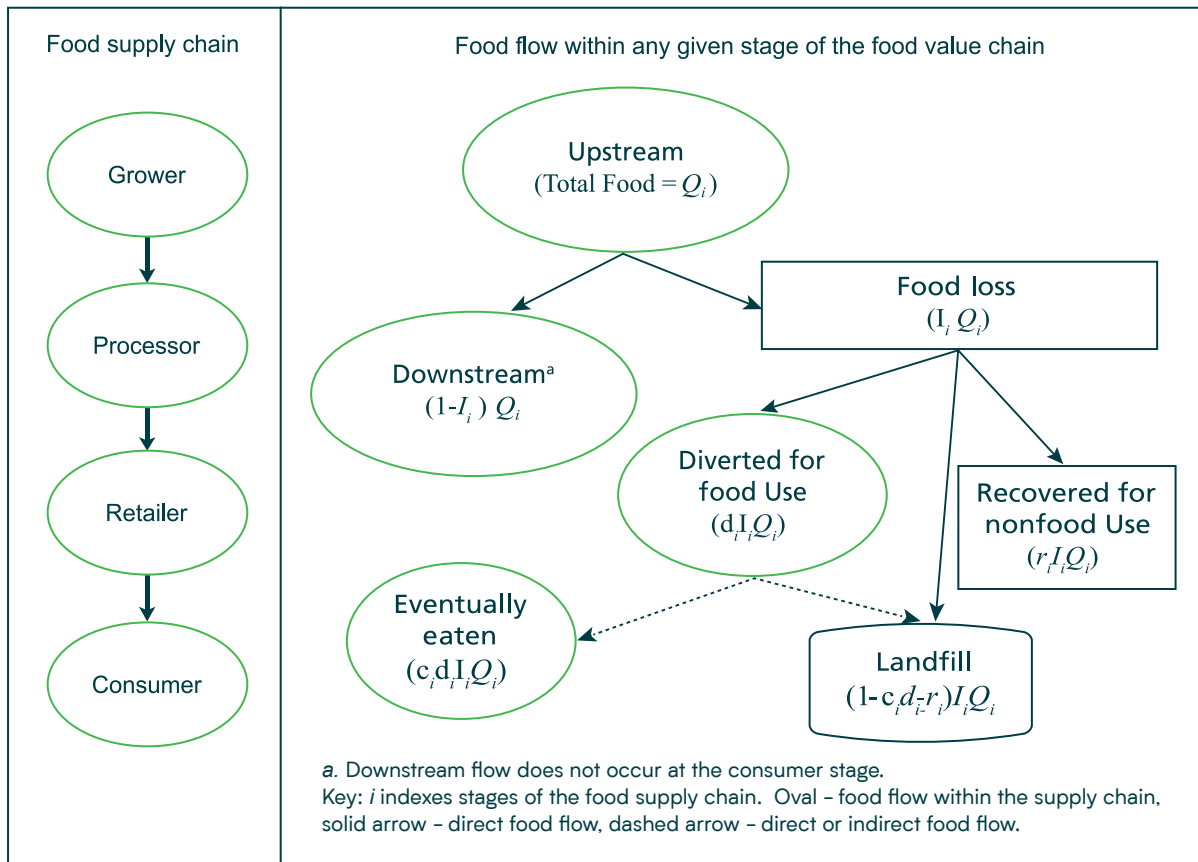 Food supply chain
Grower
Processor
Retailer
Consumer
Food flow within any given stage of the food value chain
Upstream
(Total Food = Qᵢ)
Food loss
(Iᵢ Qᵢ)
Downstreamᵃ
(1-Iᵢ) Qᵢ
Diverted for
food Use
(dᵢIᵢQᵢ)
Recovered for
nonfood Use
(rᵢIᵢQᵢ)
Eventually
eaten
(cᵢdᵢIᵢQᵢ)
Landfill
(1-cᵢdᵢ-rᵢ)IᵢQᵢ
a. Downstream flow does not occur at the consumer stage.
Key: i indexes stages of the food supply chain. Oval – food flow within the supply chain,
solid arrow – direct food flow, dashed arrow – direct or indirect food flow.